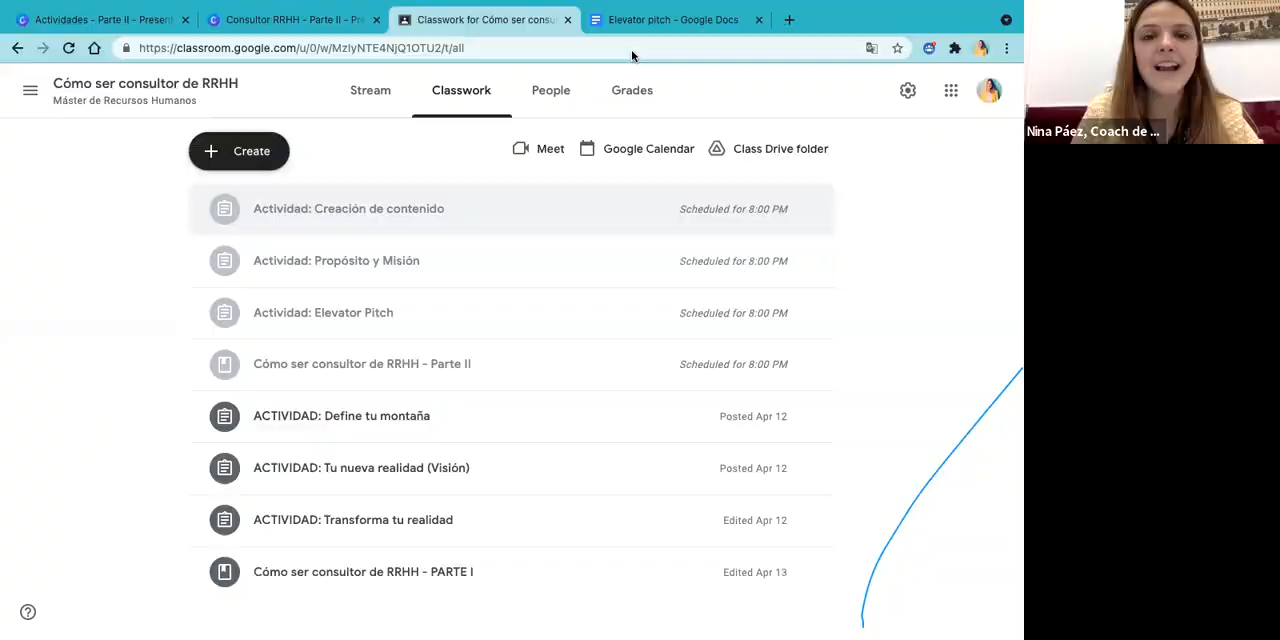 Actividades - Parte II - Present
Consultor RRHH - Parte II - Pre
Classwork for Cómo ser consu
Elevator pitch - Google Docs
https://classroom.google.com/u/0/w/MzIyNTE4NjQ1OTU2/t/all
Cómo ser consultor de RRHH
Máster de Recursos Humanos
Stream
Classwork
People
Grades
Create
Meet
Google Calendar
Class Drive folder
Actividad: Creación de contenido
Scheduled for 8:00 PM
Actividad: Propósito y Misión
Scheduled for 8:00 PM
Actividad: Elevator Pitch
Scheduled for 8:00 PM
Cómo ser consultor de RRHH - Parte II
Scheduled for 8:00 PM
ACTIVIDAD: Define tu montaña
Posted Apr 12
ACTIVIDAD: Tu nueva realidad (Visión)
Posted Apr 12
ACTIVIDAD: Transforma tu realidad
Edited Apr 12
Cómo ser consultor de RRHH - PARTE I
Edited Apr 13
Nina Páez, Coach de ...